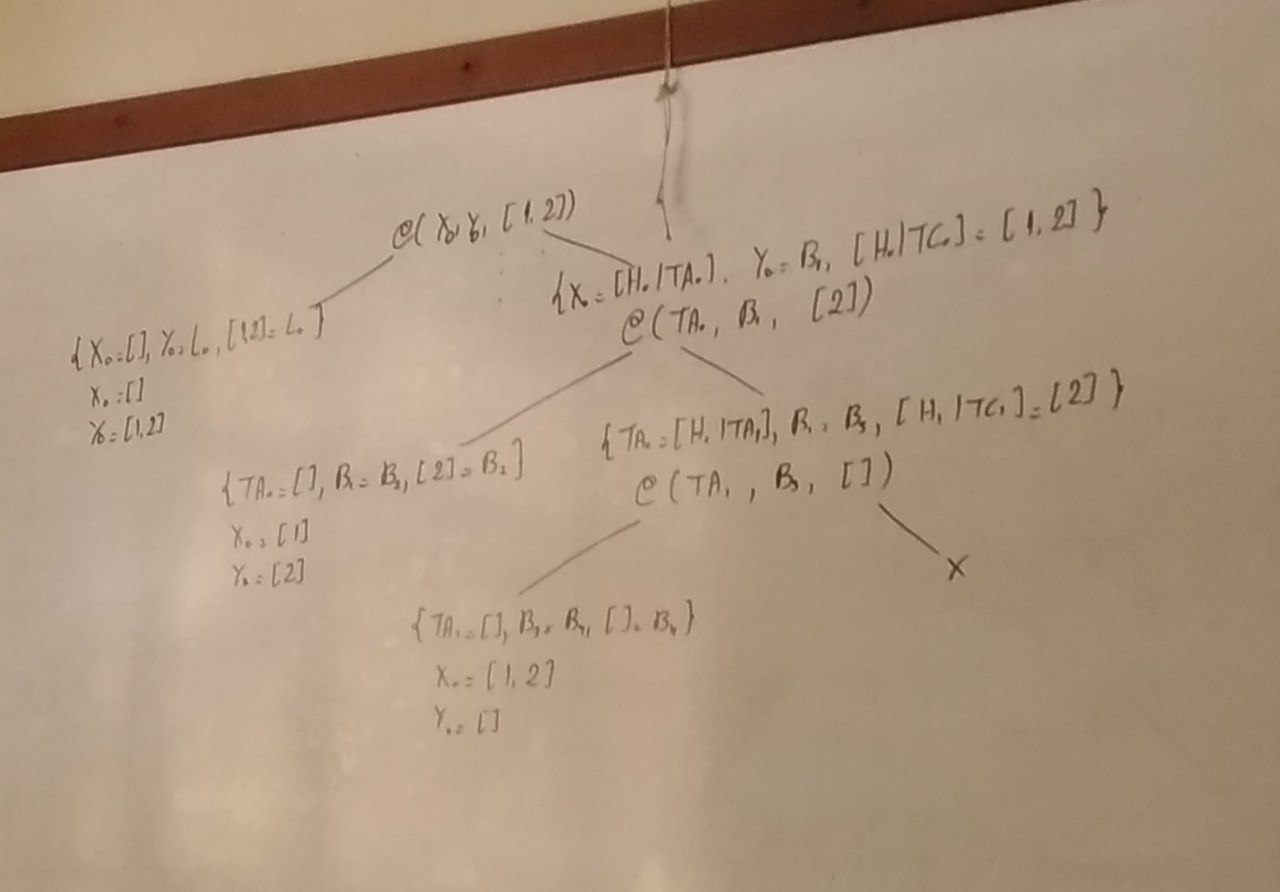 @(X₀, Y₀, [1,2])
{X₀=[], Y₀=L₀, [1,2]=L₀}
X₀=[]
Y₀=[1,2]
{X₀=[H₀|TA₀], Y₀=B₁, [H₀|TC₀]=[1,2]}
@(TA₀, B₁, [2])
{TA₀=[], B₁=B₂, [2]=B₂}
X₀=[1]
Y₀=[2]
{TA₀=[H₁|TA₁], B₁=B₃, [H₁|TC₁]=[2]}
@(TA₁, B₃, [])
{TA₁=[], B₃=B₄, []=B₄}
X₀=[1,2]
Y₀=[]
X